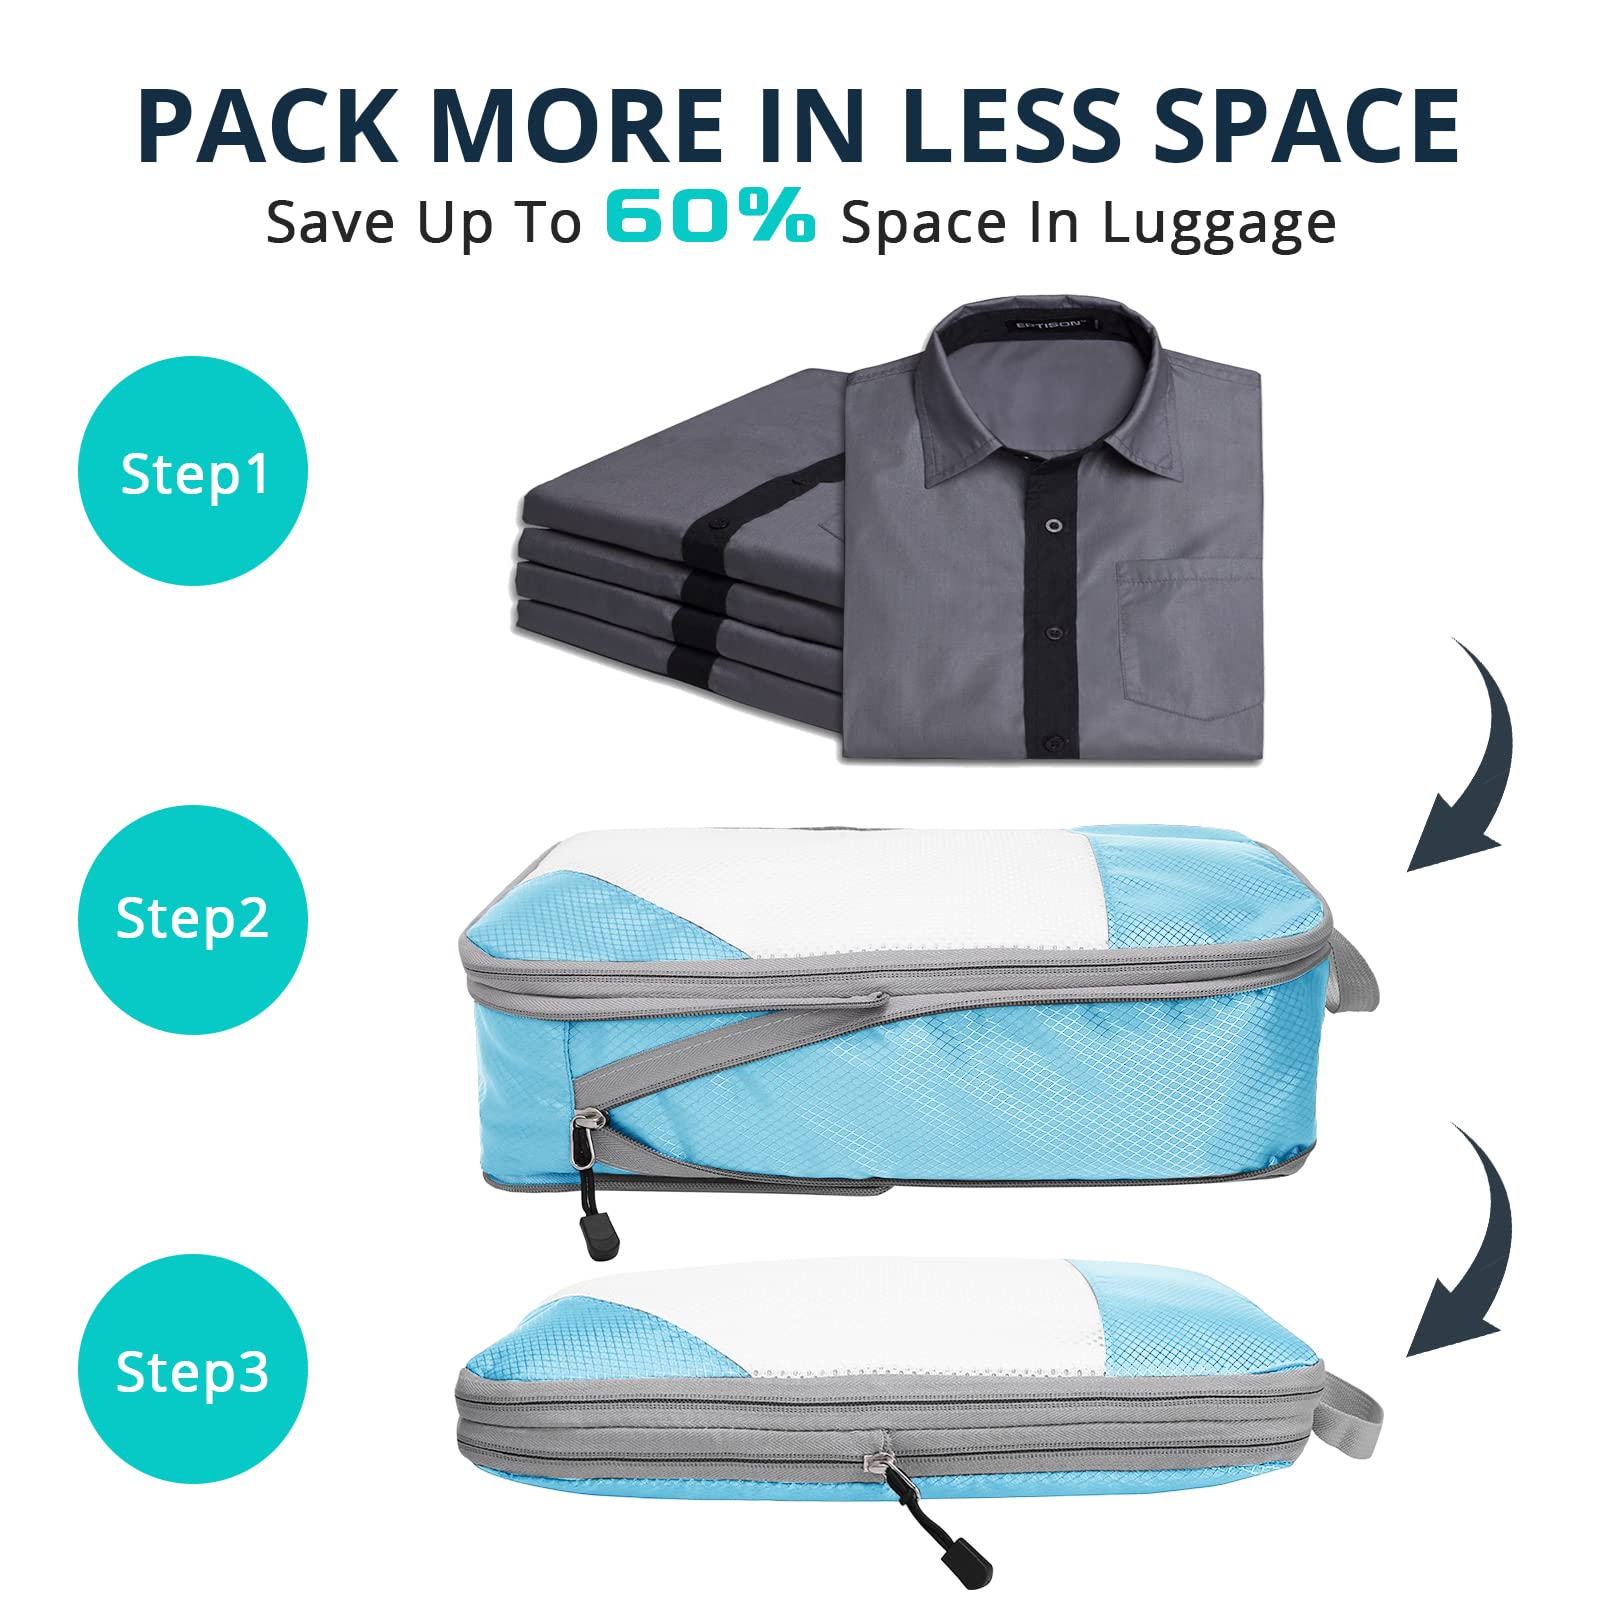 PACK MORE IN LESS SPACE
Save Up To 60% Space In Luggage
Step1
Step2
Step3